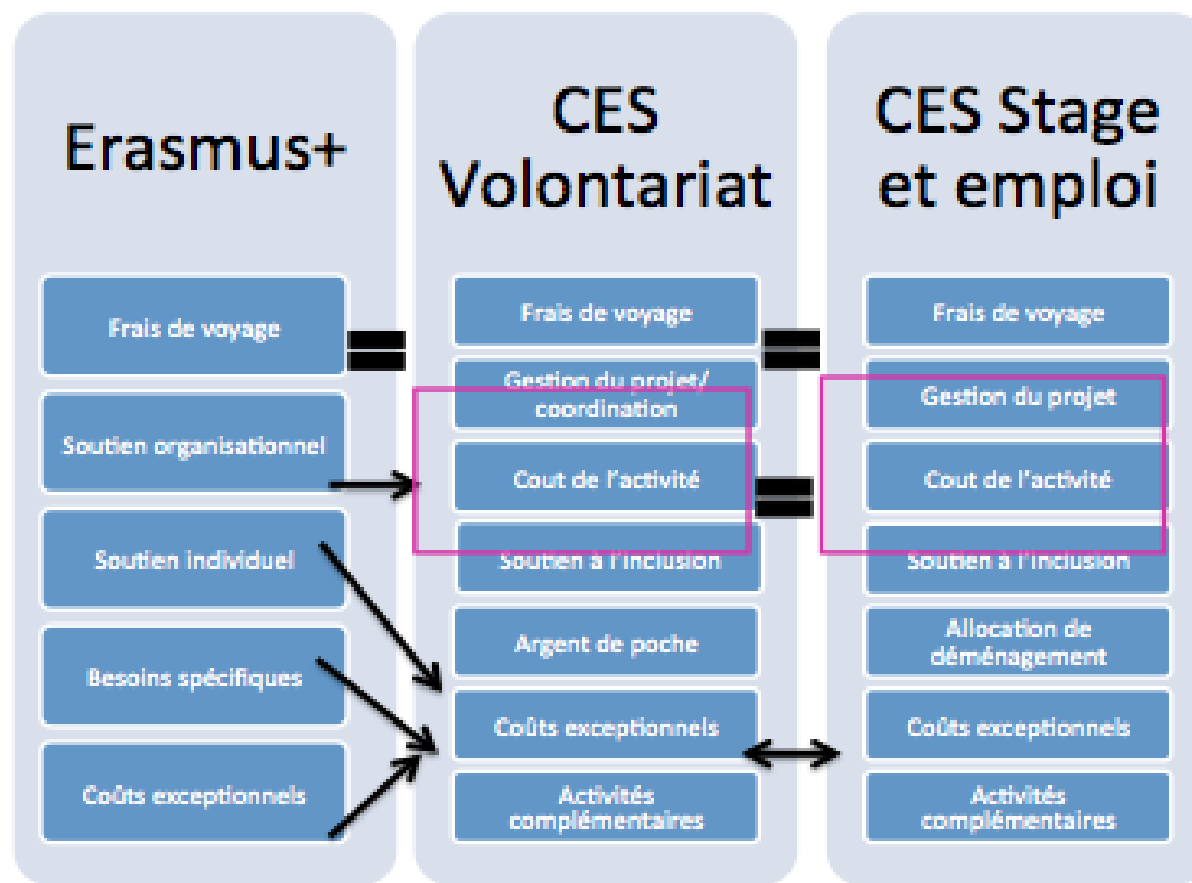 Erasmus+
Frais de voyage
Soutien organisationnel
Soutien individuel
Besoins spécifiques
Coûts exceptionnels
CES
Volontariat
Frais de voyage
Gestion du projet/
coordination
Cout de l'activité
Soutien à l'inclusion
Argent de poche
Coûts exceptionnels
Activités
complémentaires
CES Stage
et emploi
Frais de voyage
Gestion du projet
Cout de l'activité
Soutien à l'inclusion
Allocation de
déménagement
Coûts exceptionnels
Activités
complémentaires